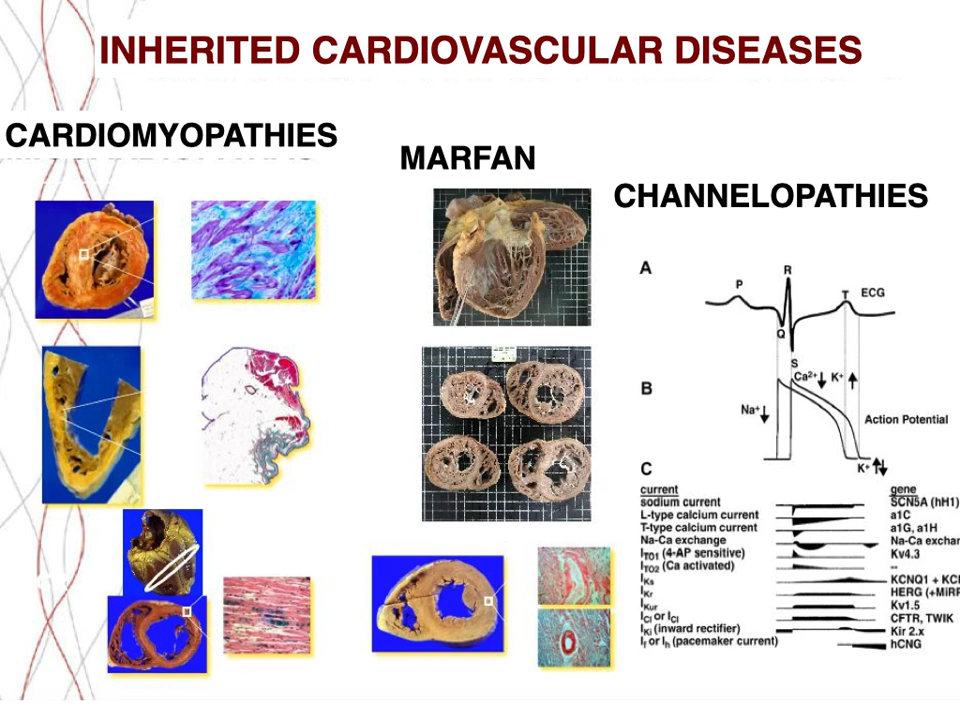 INHERITED CARDIOVASCULAR DISEASES
CARDIOMYOPATHIES
MARFAN
CHANNELOPATHIES
A
P
R
T
ECG
Q
S
B
Ca2+
K+
Na+
Action Potential
K+
C
current gene
sodium current SCN5A (hH1)
L-type calcium current a1C
T-type calcium current a1G, a1H
Na-Ca exchange Na-Ca
ITO1 (4-AP sensitive) Kv4.3
ITO2 (Ca activated) --
IKs KCNQ1 +
IKr HERG
IKur Kv1.5
ICl or ICl CFTR, TWIK
IKi (inward rectifier) Kir 2.x
If or Ih (pacemaker current) hCNG